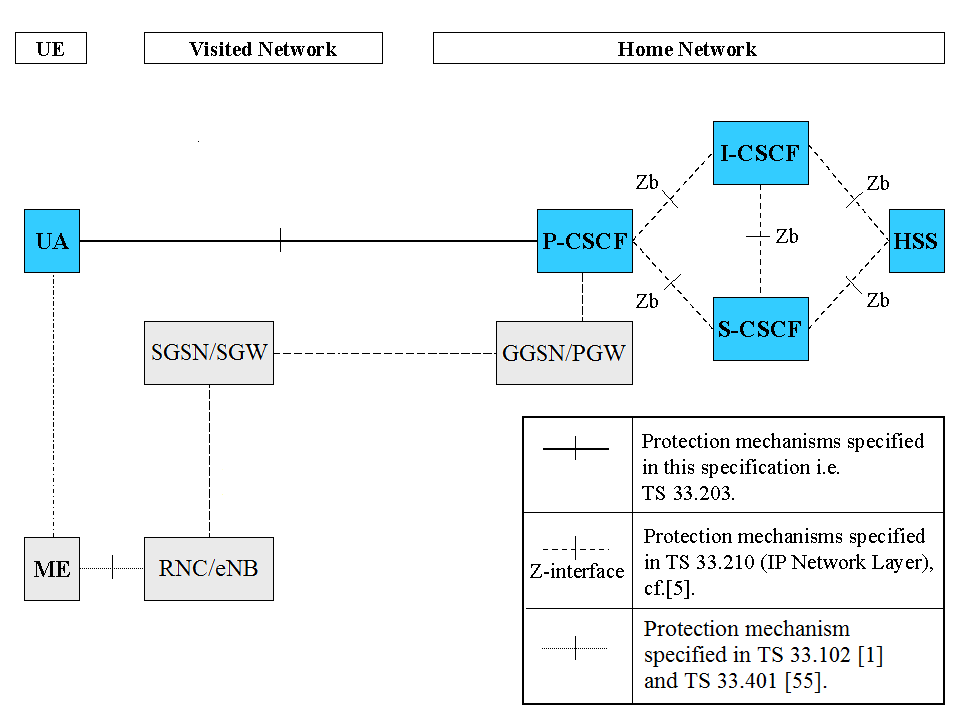 UE
Visited Network
Home Network
I-CSCF
Zb
Zb
UA
P-CSCF
Zb
HSS
Zb
Zb
S-CSCF
SGSN/SGW
GGSN/PGW
Protection mechanisms specified
in this specification i.e.
TS 33.203.
Protection mechanisms specified
in TS 33.210 (IP Network Layer),
cf.[5].
Z-interface
ME
RNC/eNB
Protection mechanism
specified in TS 33.102 [1]
and TS 33.401 [55].